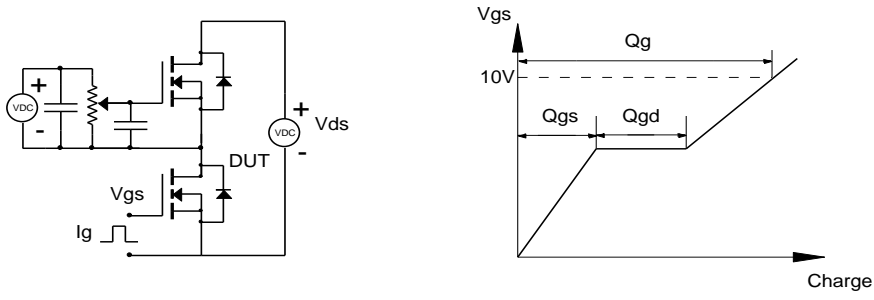 +
VDC
-
+
VDC
-
Vds
DUT
Vgs
Ig
Vgs
Qg
10V
Qgs
Qgd
Charge